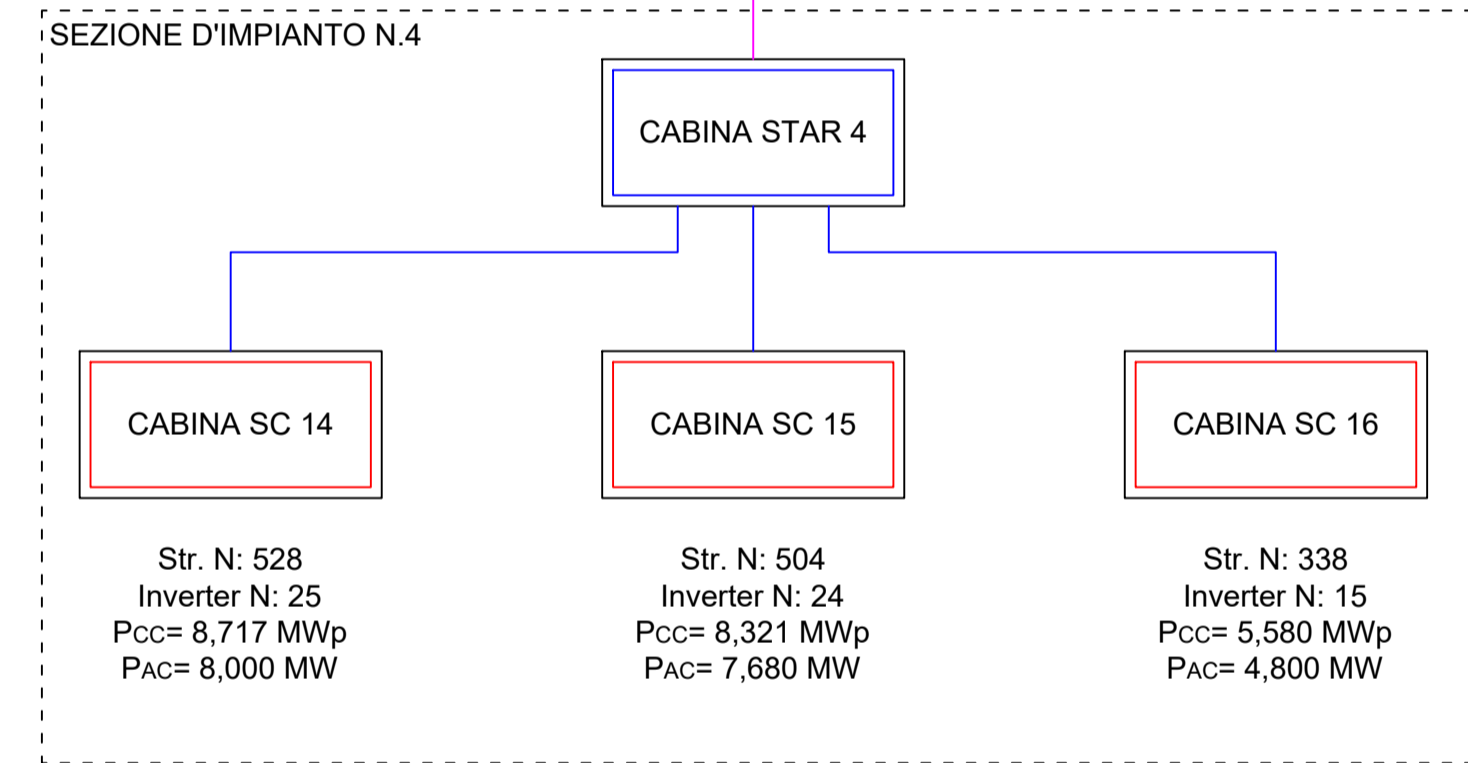 SEZIONE D'IMPIANTO N.4
CABINA STAR 4
CABINA SC 14
CABINA SC 15
CABINA SC 16
Str. N: 528
Inverter N: 25
PCC= 8,717 MWp
PAC= 8,000 MW
Str. N: 504
Inverter N: 24
PCC= 8,321 MWp
PAC= 7,680 MW
Str. N: 338
Inverter N: 15
PCC= 5,580 MWp
PAC= 4,800 MW